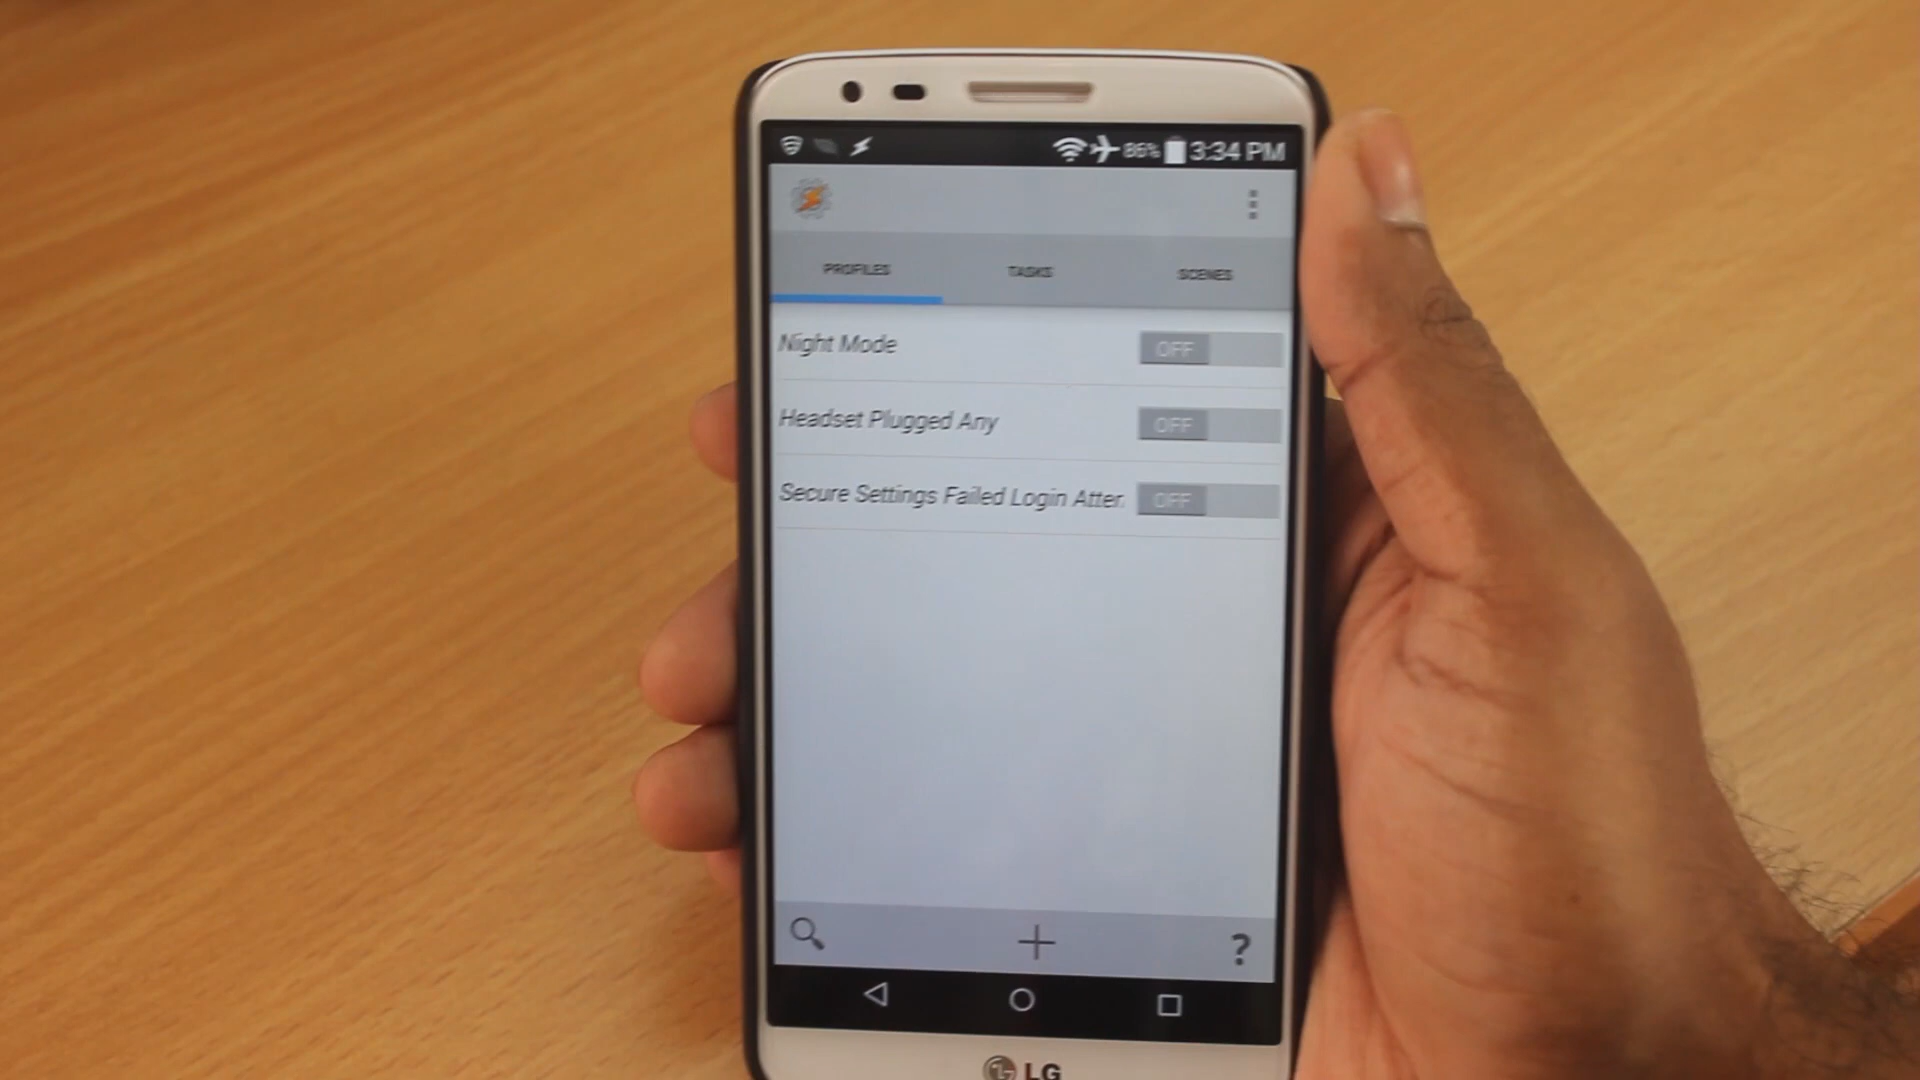 86% 3:34 PM
PROFILES TASKS SCENES
Night Mode OFF
Headset Plugged Any OFF
Secure Settings Failed Login Atter. OFF
?
LG